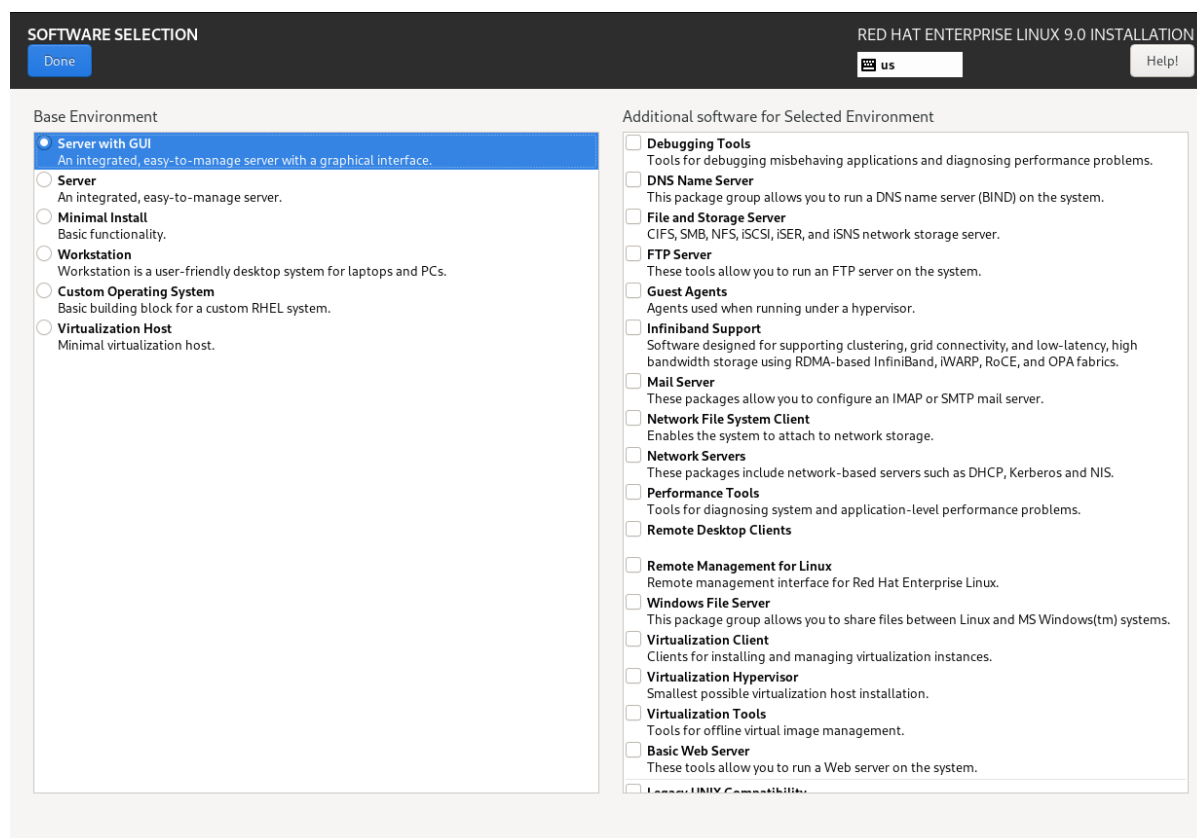 SOFTWARE SELECTION
RED HAT ENTERPRISE LINUX 9.0 INSTALLATION
Done
us
Help!
Base Environment
Server with GUI
An integrated, easy-to-manage server with a graphical interface.
Server
An integrated, easy-to-manage server.
Minimal Install
Basic functionality.
Workstation
Workstation is a user-friendly desktop system for laptops and PCs.
Custom Operating System
Basic building block for a custom RHEL system.
Virtualization Host
Minimal virtualization host.
Additional software for Selected Environment
Debugging Tools
Tools for debugging misbehaving applications and diagnosing performance problems.
DNS Name Server
This package group allows you to run a DNS name server (BIND) on the system.
File and Storage Server
CIFS, SMB, NFS, iSCSI, iSER, and iSNS network storage server.
FTP Server
These tools allow you to run an FTP server on the system.
Guest Agents
Agents used when running under a hypervisor.
Infiniband Support
Software designed for supporting clustering, grid connectivity, and low-latency, high
bandwidth storage using RDMA-based InfiniBand, iWARP, RoCE, and OPA fabrics.
Mail Server
These packages allow you to configure an IMAP or SMTP mail server.
Network File System Client
Enables the system to attach to network storage.
Network Servers
These packages include network-based servers such as DHCP, Kerberos and NIS.
Performance Tools
Tools for diagnosing system and application-level performance problems.
Remote Desktop Clients
Remote Management for Linux
Remote management interface for Red Hat Enterprise Linux.
Windows File Server
This package group allows you to share files between Linux and MS Windows(tm) systems.
Virtualization Client
Clients for installing and managing virtualization instances.
Virtualization Hypervisor
Smallest possible virtualization host installation.
Virtualization Tools
Tools for offline virtual image management.
Basic Web Server
These tools allow you to run a Web server on the system.
Legacy UNIX Compatibility